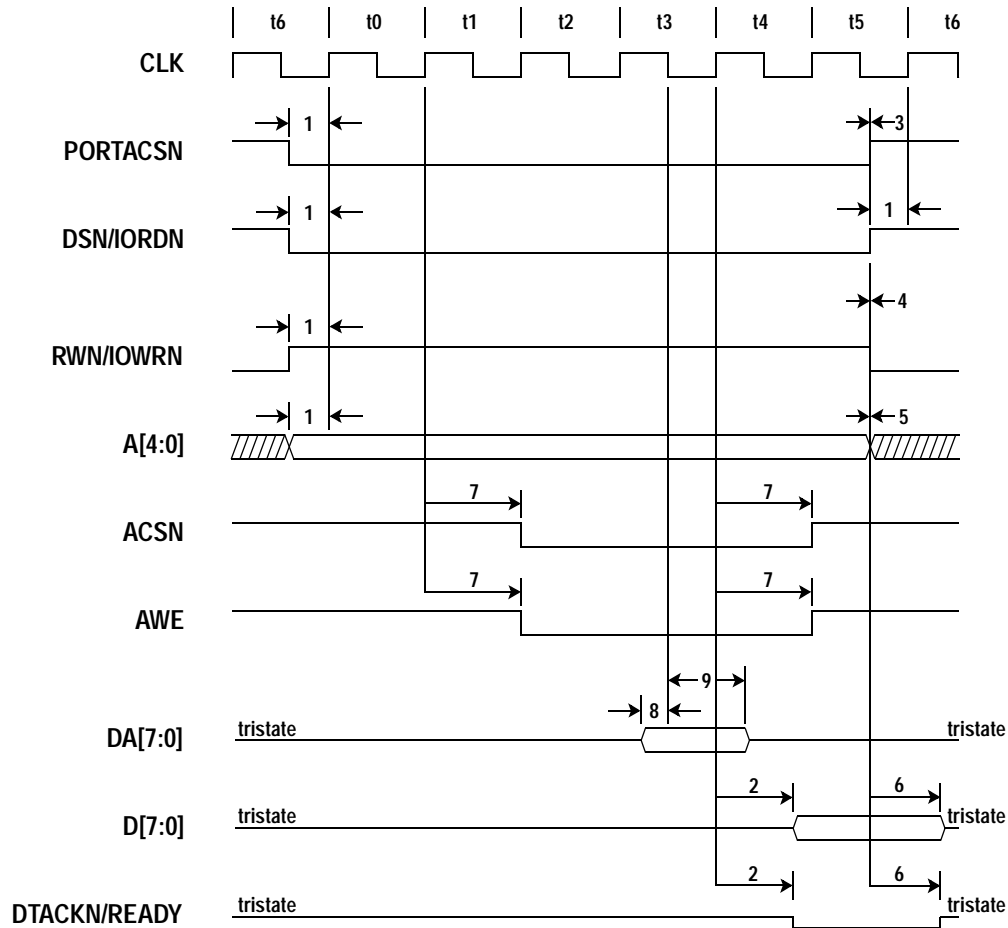 t6 t0 t1 t2 t3 t4 t5 t6
CLK
1 3
PORTACSN
1 1
DSN/IORDN
4
1
RWN/IOWRN
1 5
A[4:0]
7 7
ACSN
7 7
AWE
9
8
DA[7:0] tristate tristate
2 6
D[7:0] tristate tristate
2 6
DTACKN/READY tristate tristate